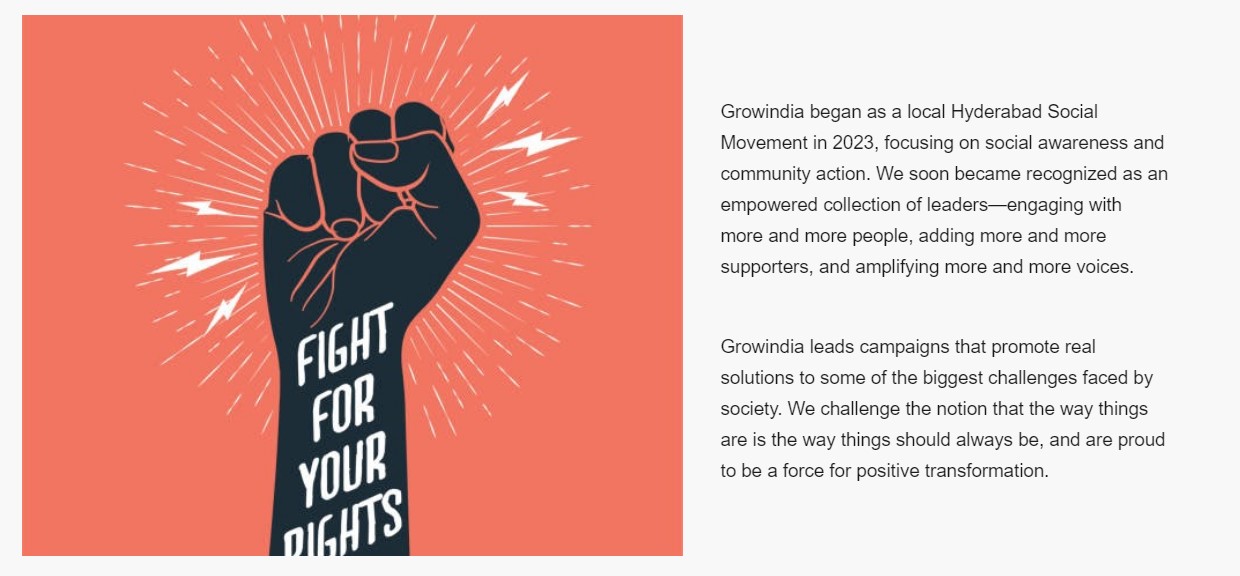 FIGHT
FOR
YOUR
RIGHTS
Growindia began as a local Hyderabad Social
Movement in 2023, focusing on social awareness and
community action. We soon became recognized as an
empowered collection of leaders—engaging with
more and more people, adding more and more
supporters, and amplifying more and more voices.
Growindia leads campaigns that promote real
solutions to some of the biggest challenges faced by
society. We challenge the notion that the way things
are is the way things should always be, and are proud
to be a force for positive transformation.